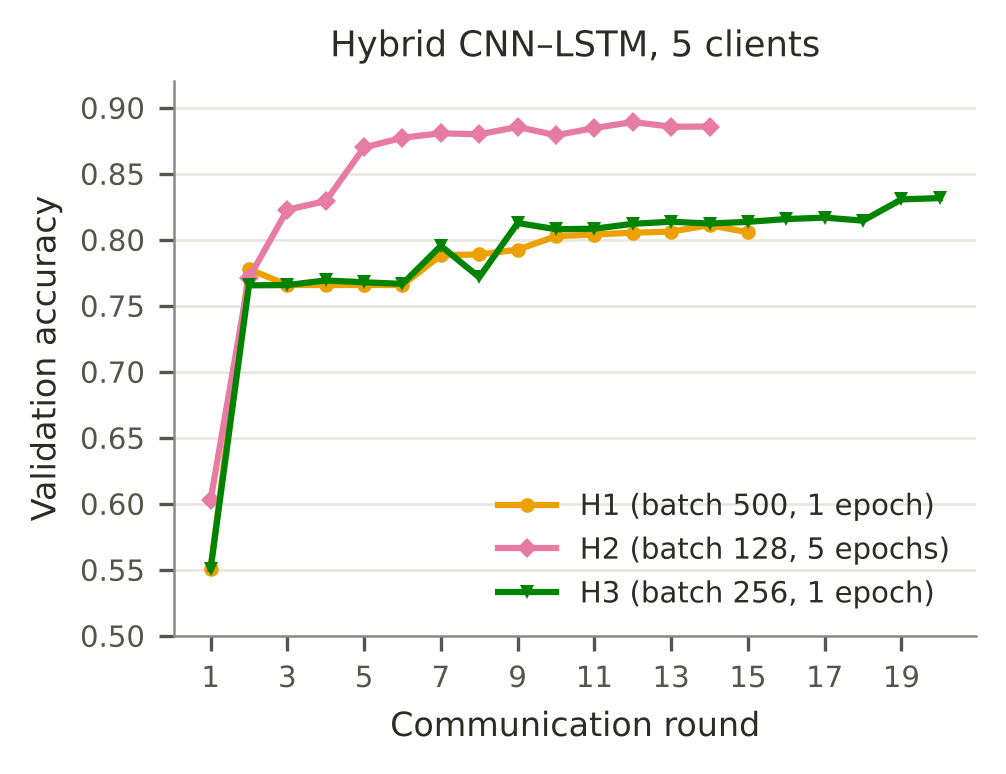 Hybrid CNN–LSTM, 5 clients
Validation accuracy
0.90
0.85
0.80
0.75
0.70
0.65
0.60
0.55
0.50
H1 (batch 500, 1 epoch)
H2 (batch 128, 5 epochs)
H3 (batch 256, 1 epoch)
1 3 5 7 9 11 13 15 17 19
Communication round